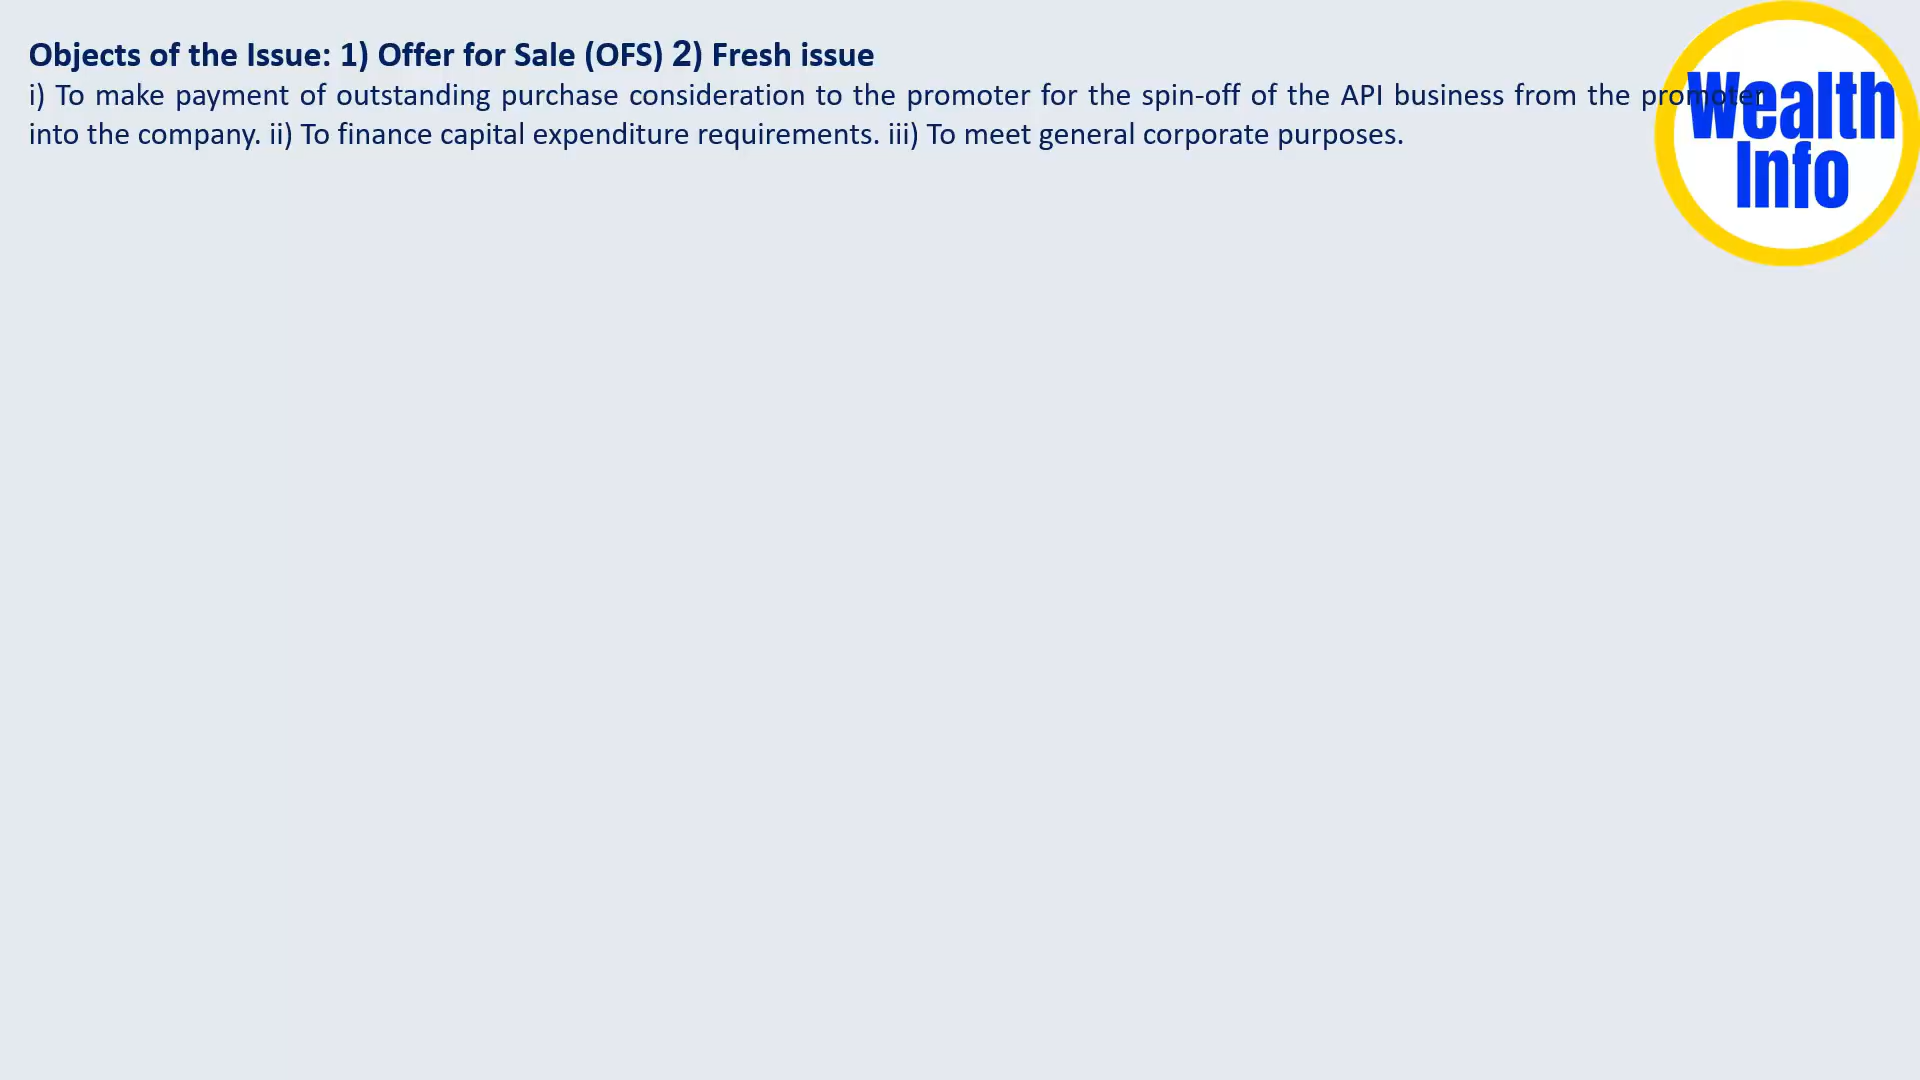 Objects of the Issue: 1) Offer for Sale (OFS) 2) Fresh issue
i) To make payment of outstanding purchase consideration to the promoter for the spin-off of the API business from the promoter
into the company. ii) To finance capital expenditure requirements. iii) To meet general corporate purposes.
Wealth
Info